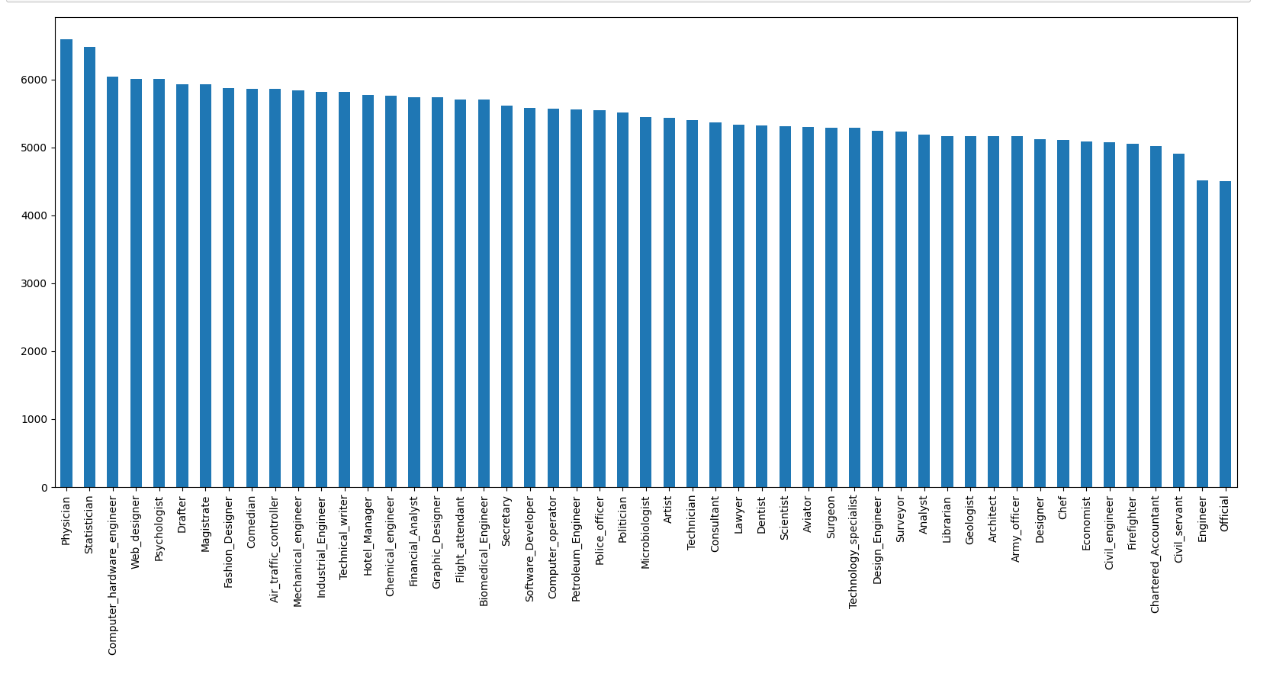 6000
5000
4000
3000
2000
1000
0
Physician
Statistician
Computer_hardware_engineer
Web_designer
Psychologist
Drafter
Magistrate
Fashion_Designer
Comedian
Air_traffic_controller
Mechanical_engineer
Industrial_Engineer
Technical_writer
Hotel_Manager
Chemical_engineer
Financial_Analyst
Graphic_Designer
Flight_attendant
Biomedical_Engineer
Secretary
Software_Developer
Computer_operator
Petroleum_Engineer
Police_officer
Politician
Microbiologist
Artist
Technician
Consultant
Lawyer
Dentist
Scientist
Aviator
Surgeon
Technology_specialist
Design_Engineer
Surveyor
Analyst
Librarian
Geologist
Architect
Army_officer
Designer
Chef
Economist
Civil_engineer
Firefighter
Chartered_Accountant
Civil_servant
Engineer
Official